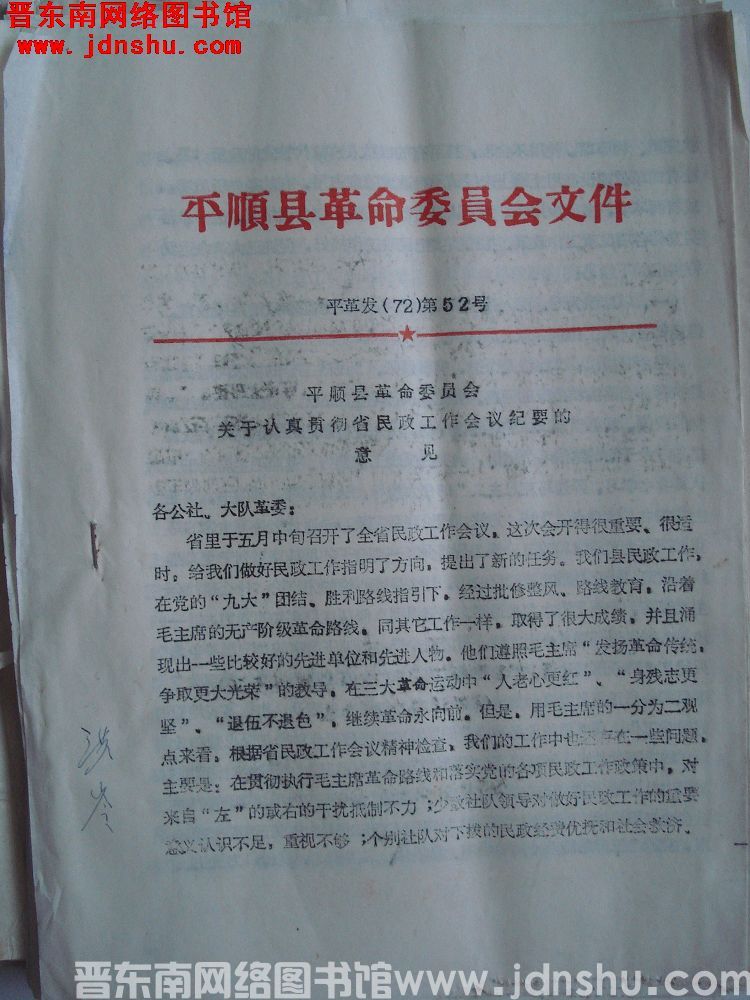 晋东南网络图书馆
www.jdnshu.com
平顺县革命委員会文件
平革发(72)第52号
平顺县革命委员会
关于认真贯彻省民政工作会议纪要的
意 见
各公社、大队革委：
省里于五月中旬召开了全省民政工作会议。这次会开得很重要、很适
时。给我们做好民政工作指明了方向，提出了新的任务。我们县民政工作，
在党的“九大”团结、胜利路线指引下。经过批修整风、路线教育。沿着
毛主席的无产阶级革命路线。同其它工作一样。取得了很大成绩。并且涌
现出一些比较好的先进单位和先进人物。他们遵照毛主席“发扬革命传统，
争取更大光荣”的教导。在三大革命运动中“人老心更红”、“身残志更
坚”、“退伍不退色”。继续革命永向前。但是。用毛主席的一分为二观
点来看。根据省民政工作会议精神检查、我们的工作中也还存在一些问题。
主要是：在贯彻执行毛主席革命路线和落实党的各项民政工作政策中。对
来自“左”的或右的干扰抵制不力；少数社队领导对做好民政工作的重要
意义认识不足，重视不够；个别社队对下拨的民政经费优抚和社会救济、
晋东南网络图书馆www.jdnshu.com